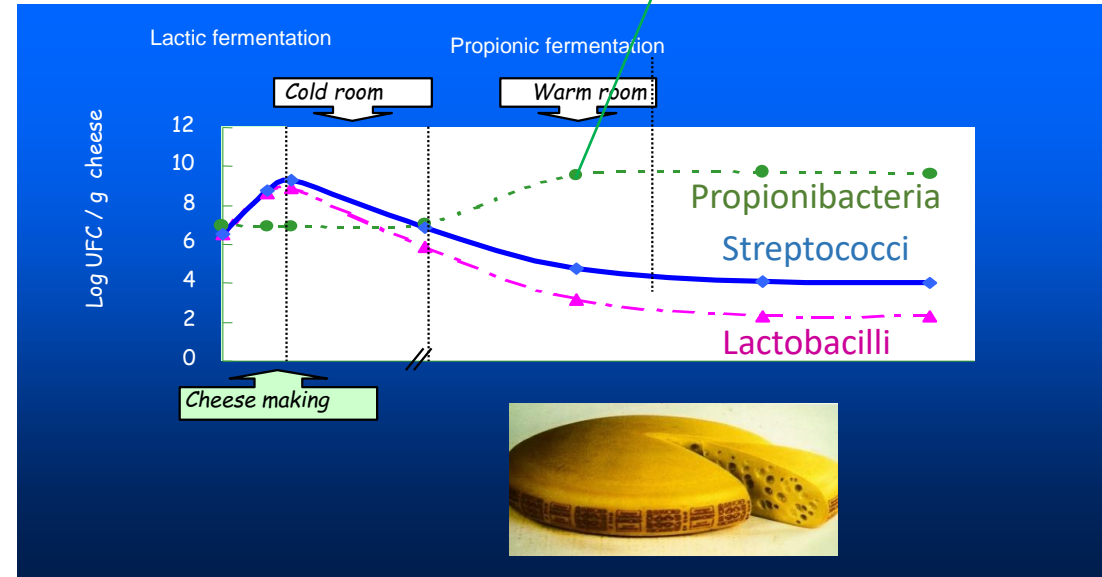 Lactic fermentation
Propionic fermentation
Cold room
Warm room
Log UFC / g cheese
12
10
8
6
4
2
0
Propionibacteria
Streptococci
Lactobacilli
Cheese making